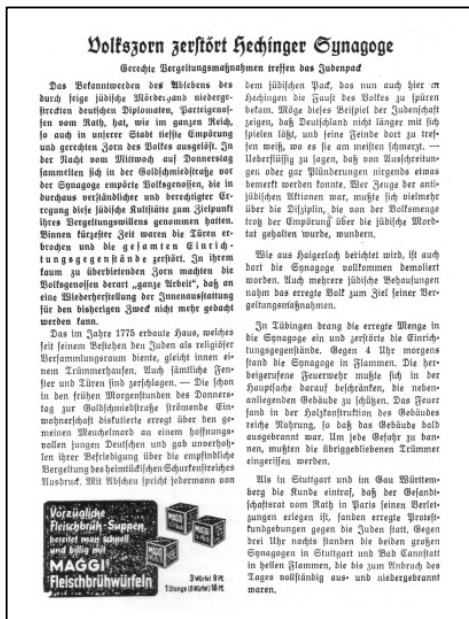 Volkszorn zerstört Hechinger Synagoge
Gerechte Vergeltungsmaßnahmen treffen das Judenpack
Das Bekanntwerden des Ablebens des
durch feige jüdische Mörderhand niederge-
streckten deutschen Diplomaten, Parteigenos-
sen vom Rath, hat, wie im ganzen Reich,
so auch in unserer Stadt tiefste Empörung
und gerechten Zorn des Volkes ausgelöst. In
der Nacht vom Mittwoch auf Donnerstag
sammelten sich in der Goldschmiedstraße vor
der Synagoge empörte Volksgenossen, die in
durchaus verständlicher und berechtigter Er-
regung diese jüdische Kultstätte zum Zielpunkt
ihres Vergeltungswillens genommen hatten.
Binnen kürzester Zeit waren die Türen er-
brochen und die gesamten Einrich-
tungsgegenstände zerstört. In ihrem
kaum zu überbietenden Zorn machten die
Volksgenossen derart „ganze Arbeit“, daß an
eine Wiederherstellung der Innenausstattung
für den bisherigen Zweck nicht mehr gedacht
werden kann.
Das im Jahre 1775 erbaute Haus, welches
seit seinem Bestehen den Juden als religiöser
Versammlungsraum diente, gleicht innen ei-
nem Trümmerhaufen. Auch sämtliche Fen-
ster und Türen sind zerschlagen. — Die schon
in den frühen Morgenstunden des Donners-
tag zur Goldschmiedstraße strömende Ein-
wohnerschaft diskutierte erregt über den ge-
meinen Meuchelmord an einem hoffnungs-
vollen jungen Deutschen und gab unverhoh-
len ihrer Befriedigung über die empfindliche
Vergeltung des heimtückischen Schurkenstreiches
Ausdruck. Mit Abscheu spricht jedermann von
dem jüdischen Pack, das nun auch hier in
Hechingen die Faust des Volkes zu spüren
bekam. Möge dieses Beispiel der Judenschaft
zeigen, daß Deutschland nicht länger mit sich
spielen läßt, und seine Feinde dort zu tref-
fen weiß, wo es sie am meisten schmerzt. —
Ueberflüssig zu sagen, daß von Ausschreitun-
gen oder gar Plünderungen nirgends etwas
bemerkt werden konnte. Wer Zeuge der anti-
jüdischen Aktionen war, mußte sich vielmehr
über die Disziplin, die von der Volksmenge
trotz der Empörung über die jüdische Mord-
tat gehalten wurde, wundern.
Wie aus Haigerloch berichtet wird, ist auch
dort die Synagoge vollkommen demoliert
worden. Auch mehrere jüdische Behausungen
nahm das erregte Volk zum Ziel seiner Ver-
geltungsmaßnahmen.
In Tübingen drang die erregte Menge in
die Synagoge ein und zerstörte die Einrich-
tungsgegenstände. Gegen 4 Uhr morgens
stand die Synagoge in Flammen. Die her-
beigerufene Feuerwehr mußte sich in der
Hauptsache darauf beschränken, die neben-
anliegenden Gebäude zu schützen. Das Feuer
fand in der Holzkonstruktion des Gebäudes
reiche Nahrung, so daß das Gebäude bald
ausgebrannt war. Um jede Gefahr zu ban-
nen, mußten die übriggebliebenen Trümmer
eingerissen werden.
Als in Stuttgart und im Gau Württem-
berg die Kunde eintraf, daß der Gesandt-
schaftsrat vom Rath in Paris seinen Verlet-
zungen erlegen ist, fanden erregte Protest-
kundgebungen gegen die Juden statt. Gegen
drei Uhr nachts standen die beiden großen
Synagogen in Stuttgart und Bad Cannstatt
in hellen Flammen, die bis zum Anbruch des
Tages vollständig aus- und niedergebrannt
waren.
Vorzügliche
Fleischbrüh-Suppen
bereitet man schnell
und billig mit
MAGGI
Fleischbrühwürfeln
MAGGI
MAGGI
MAGGI
3 Würfel 9 Pf.
1 Stange (6 Würfel) 18 Pf.